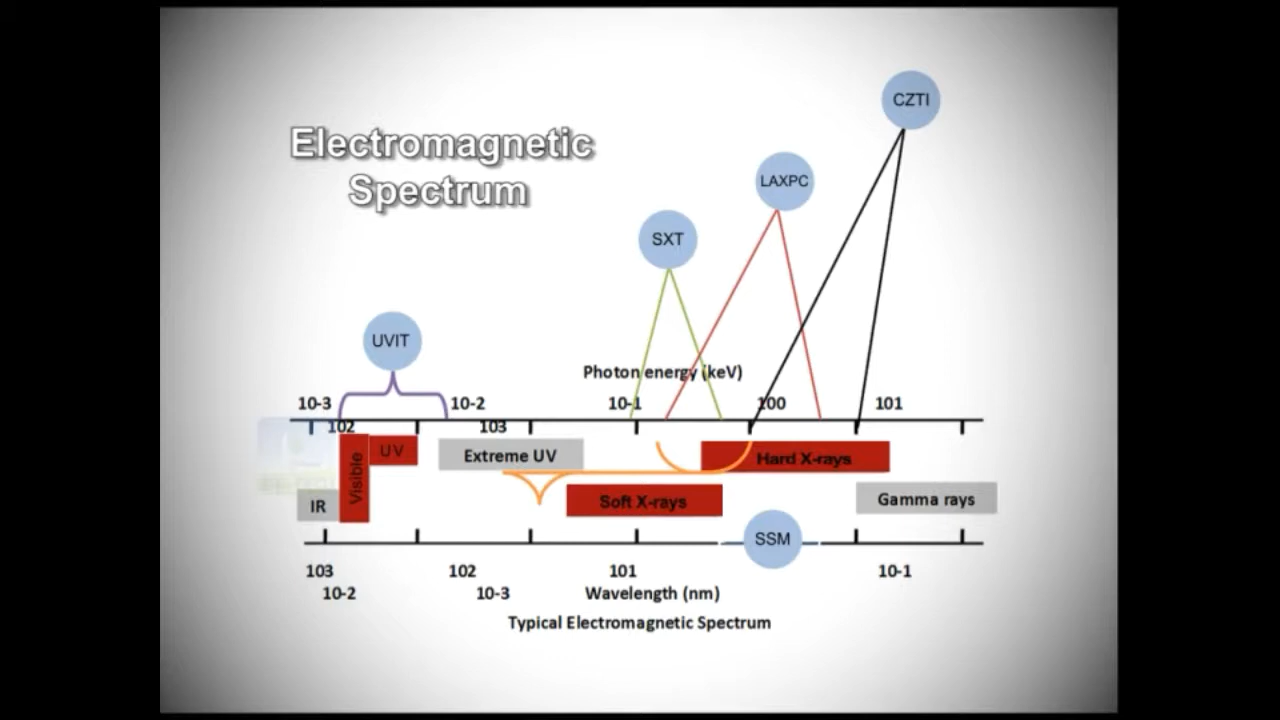 Electromagnetic
Spectrum
CZTI
LAXPC
SXT
UVIT
Photon energy (keV)
10-3 10-2 10-1 100 101
102 103
Visible
UV
Extreme UV
Hard X-rays
IR
Soft X-rays
Gamma rays
SSM
103 102 101 10-1
10-2 10-3 Wavelength (nm)
Typical Electromagnetic Spectrum